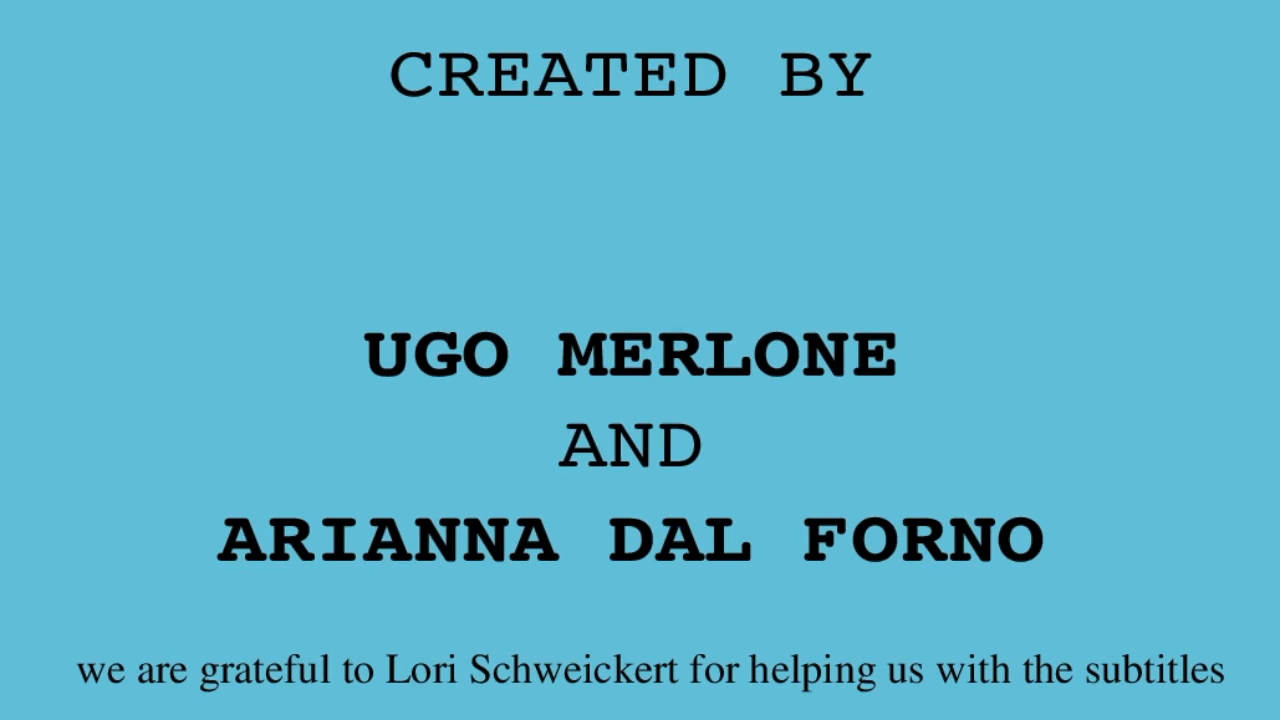 CREATED BY
UGO MERLONE
AND
ARIANNA DAL FORNO
we are grateful to Lori Schweickert for helping us with the subtitles